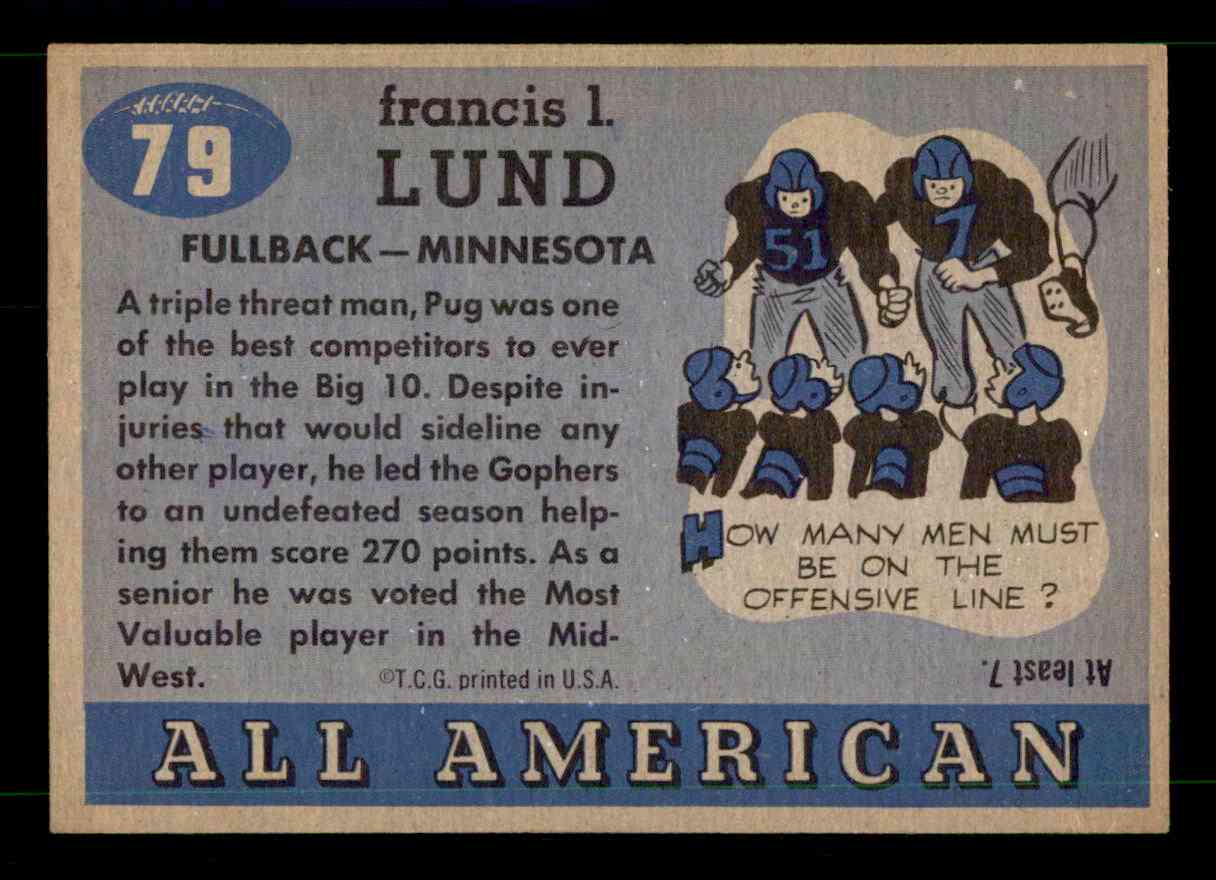 79
francis l.
LUND
FULLBACK — MINNESOTA
A triple threat man, Pug was one
of the best competitors to ever
play in the Big 10. Despite in-
juries that would sideline any
other player, he led the Gophers
to an undefeated season help-
ing them score 270 points. As a
senior he was voted the Most
Valuable player in the Mid-
West.
©T.C.G. printed in U.S.A.
51
7
HOW MANY MEN MUST
BE ON THE
OFFENSIVE LINE ?
At least 7.
ALL AMERICAN